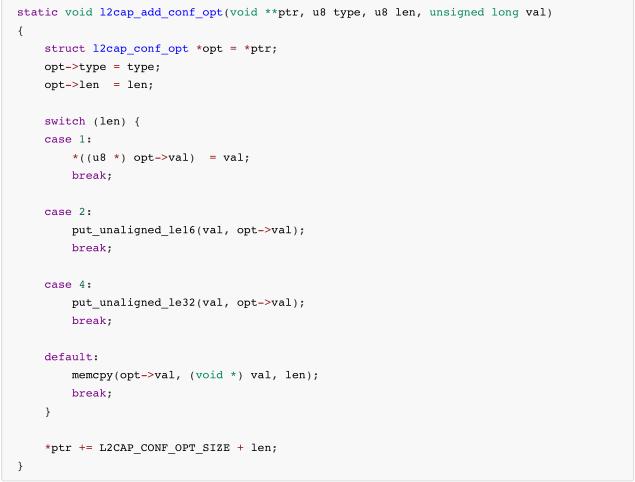 static void l2cap_add_conf_opt(void **ptr, u8 type, u8 len, unsigned long val)
{
    struct l2cap_conf_opt *opt = *ptr;
    opt->type = type;
    opt->len  = len;

    switch (len) {
    case 1:
        *((u8 *) opt->val)  = val;
        break;

    case 2:
        put_unaligned_le16(val, opt->val);
        break;

    case 4:
        put_unaligned_le32(val, opt->val);
        break;

    default:
        memcpy(opt->val, (void *) val, len);
        break;
    }

    *ptr += L2CAP_CONF_OPT_SIZE + len;
}